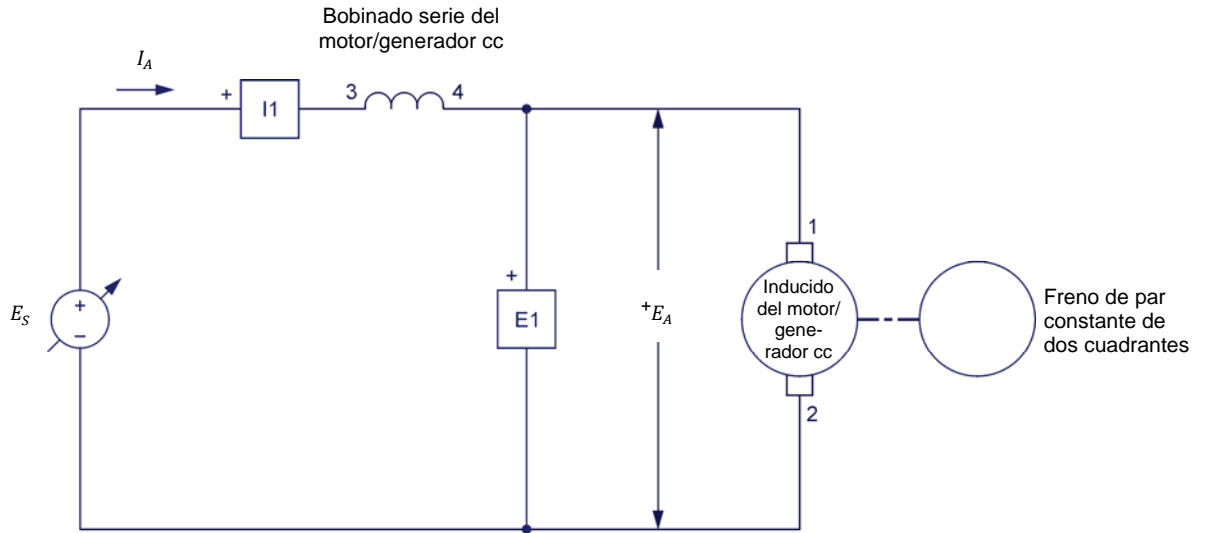 Bobinado serie del
motor/generador cc
I_A
+
I1
3
4
1
+
E1
+E_A
E_S
+
−
Inducido
del motor/
gene-
rador cc
Freno de par
constante de
dos cuadrantes
2